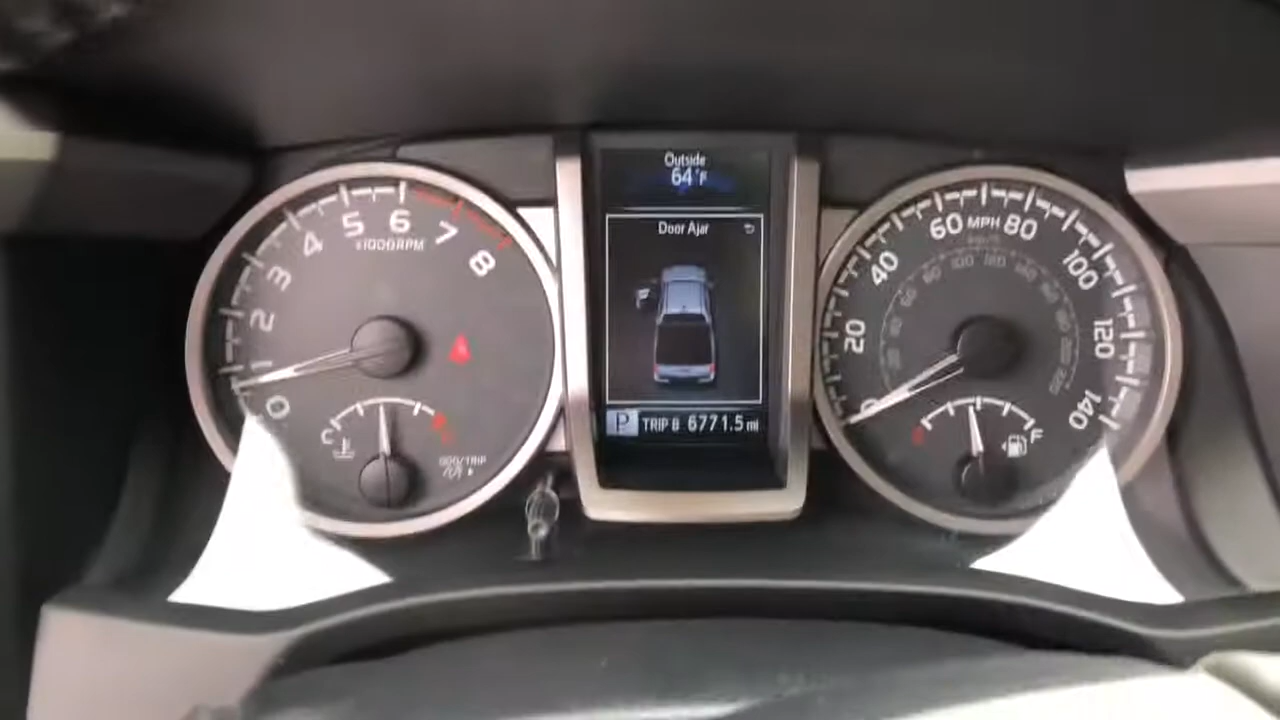 Outside
64°F
Door Ajar
P TRIP B 6771.5 mi
0 1 2 3 4 5 6 7 8
x1000RPM
C
ODO/TRIP
0 20 40 60 80 100 120 140
MPH
F